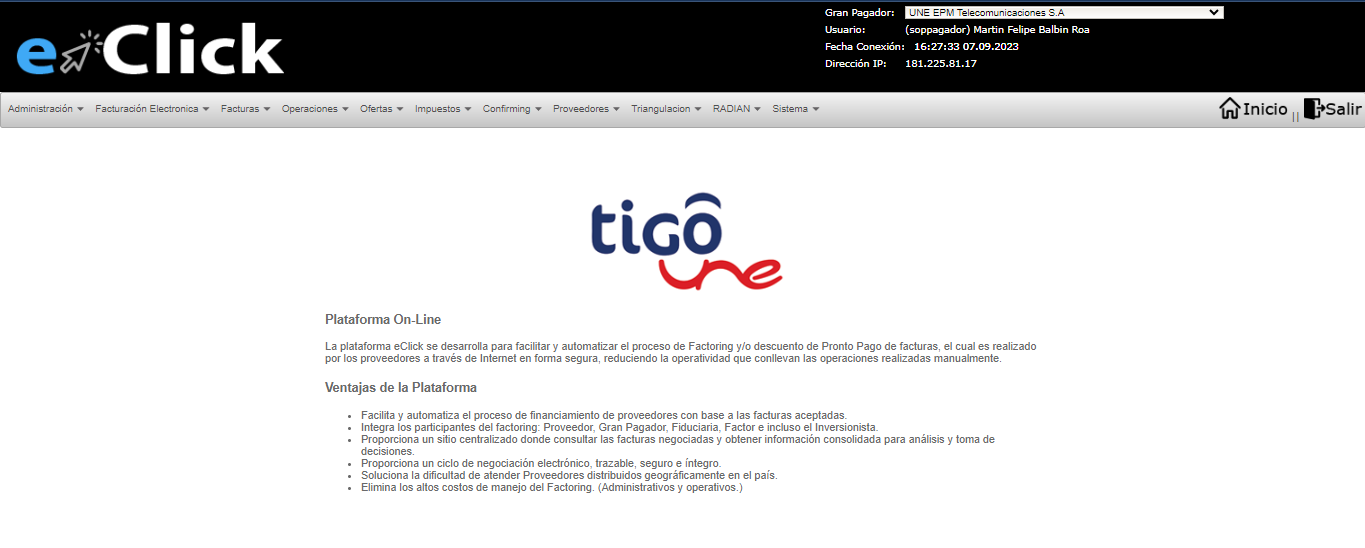 e Click
Gran Pagador: UNE EPM Telecomunicaciones S.A
Usuario: (soppagador) Martin Felipe Balbin Roa
Fecha Conexión: 16:27:33 07.09.2023
Dirección IP: 181.225.81.17
Administración Facturación Electronica Facturas Operaciones Ofertas Impuestos Confirming Proveedores Triangulacion RADIAN Sistema Inicio || Salir
tigô
une
Plataforma On-Line
La plataforma eClick se desarolla para facilitar y automatizar el proceso de Factoring y/o descuento de Pronto Pago de facturas, el cual es realizado
por los proveedores a través de Internet en forma segura, reduciendo la operatividad que conllevan las operaciones realizadas manualmente.
Ventajas de la Plataforma
• Facilita y automatiza el proceso de financiamiento de proveedores con base a las facturas aceptadas.
• Integra los participantes del factoring: Proveedor, Gran Pagador, Fiduciaria, Factor e incluso el Inversionista.
• Proporciona un sitio centralizado donde consultar las facturas negociadas y obtener información consolidada para análisis y toma de
decisiones.
• Proporciona un ciclo de negociación electrónico, trazable, seguro e íntegro.
• Soluciona la dificultad de atender Proveedores distribuidos geográficamente en el país.
• Elimina los altos costos de manejo del Factoring. (Administrativos y operativos.)